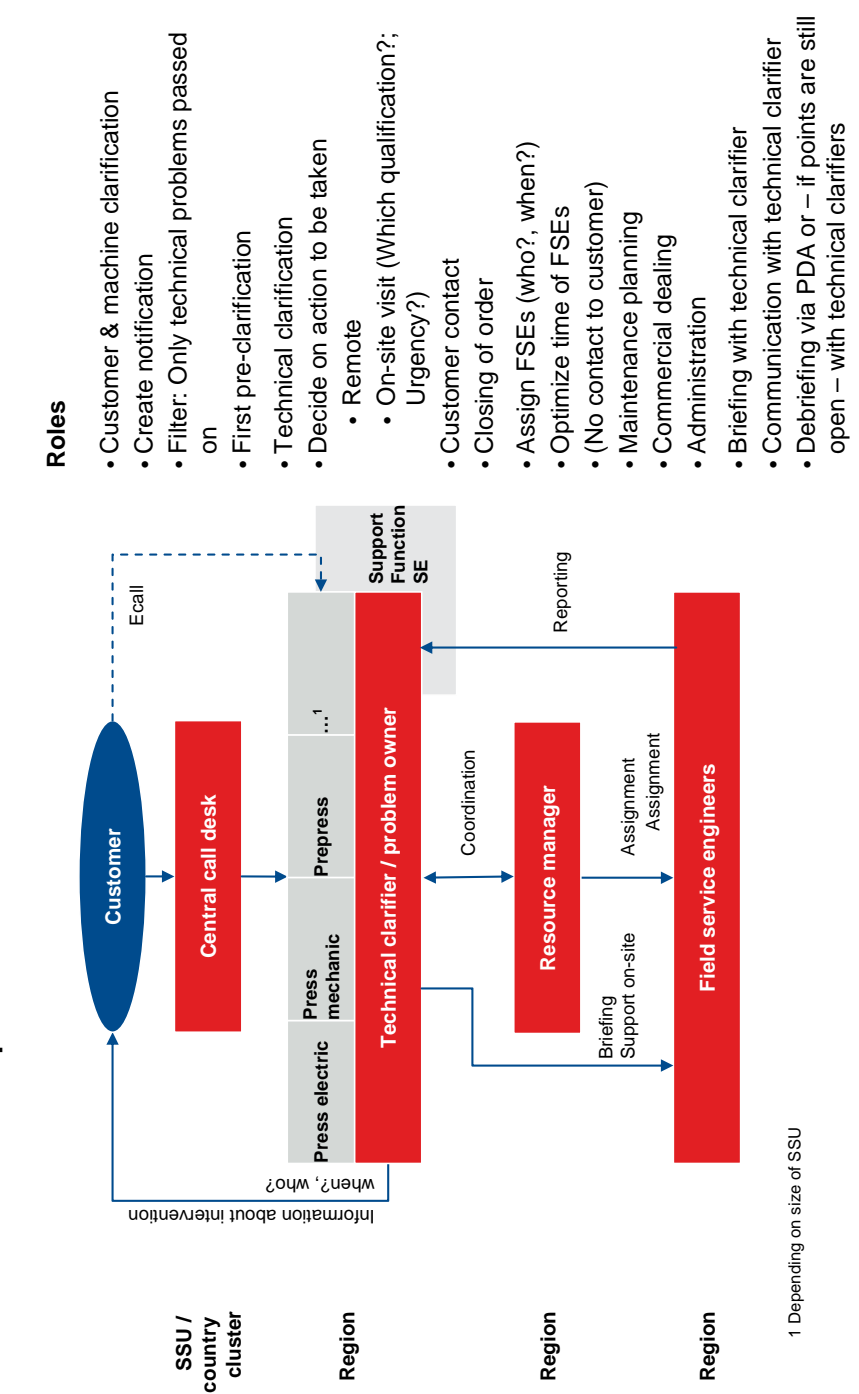 Roles
Customer
Ecall
• Customer & machine clarification
• Create notification
• Filter: Only technical problems passed
on
SSU /
country
cluster
Central call desk
• First pre-clarification
Information about intervention
when?, who?
Region
Press electric
Press
mechanic
Prepress
…1
Support
Function
SE
Technical clarifier / problem owner
• Technical clarification
• Decide on action to be taken
• Remote
• On-site visit (Which qualification?;
Urgency?)
• Customer contact
• Closing of order
Coordination
Reporting
Region
Resource manager
• Assign FSEs (who?, when?)
• Optimize time of FSEs
• (No contact to customer)
• Maintenance planning
• Commercial dealing
• Administration
Briefing
Support on-site
Assignment
Assignment
Region
Field service engineers
• Briefing with technical clarifier
• Communication with technical clarifier
• Debriefing via PDA or – if points are still
open – with technical clarifiers
1 Depending on size of SSU